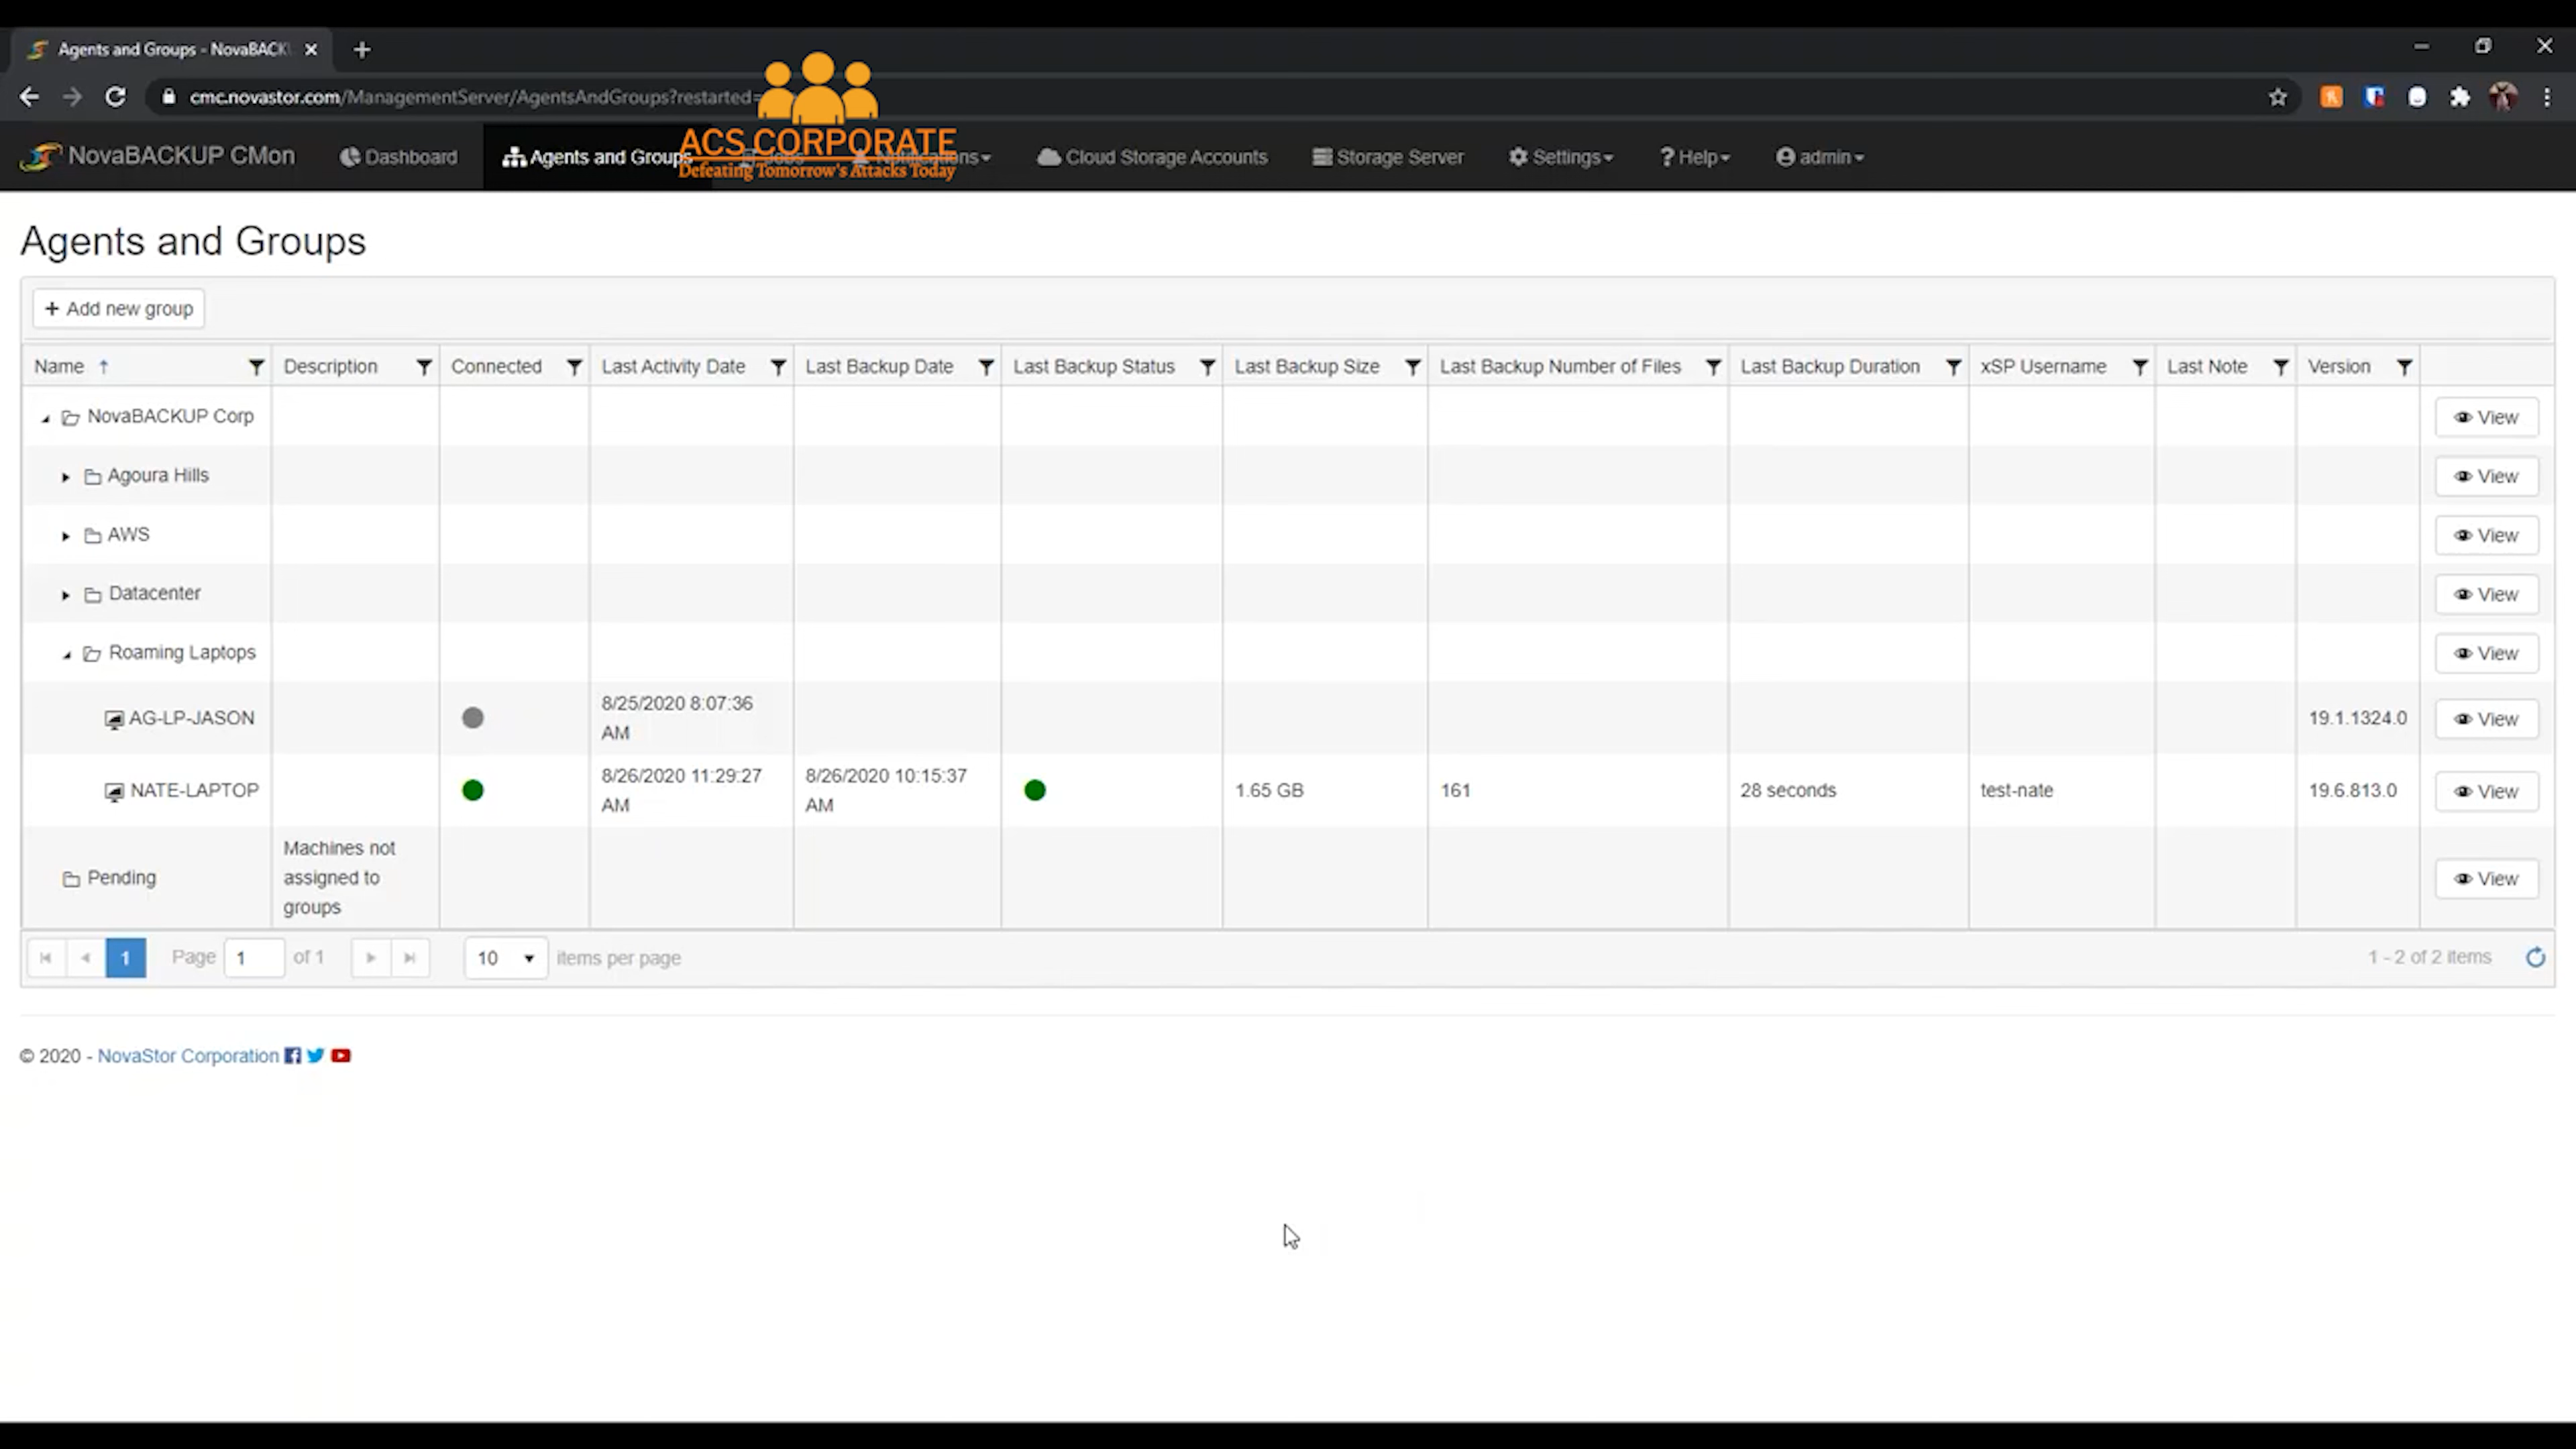 Agents and Groups - NovaBACK
cmc.novastor.com/ManagementServer/AgentsAndGroups?restarted=
ACS CORPORATE
Defeating Tomorrow's Attacks Today
NovaBACKUP CMon Dashboard Agents and Groups Jobs Notifications Cloud Storage Accounts Storage Server Settings Help admin
Agents and Groups
+ Add new group
Name Description Connected Last Activity Date Last Backup Date Last Backup Status Last Backup Size Last Backup Number of Files Last Backup Duration xSP Username Last Note Version
NovaBACKUP Corp View
Agoura Hills View
AWS View
Datacenter View
Roaming Laptops View
AG-LP-JASON 8/25/2020 8:07:36 AM 19.1.1324.0 View
NATE-LAPTOP 8/26/2020 11:29:27 AM 8/26/2020 10:15:37 AM 1.65 GB 161 28 seconds test-nate 19.6.813.0 View
Pending Machines not assigned to groups View
1 Page 1 of 1 10 items per page 1 - 2 of 2 items
© 2020 - NovaStor Corporation